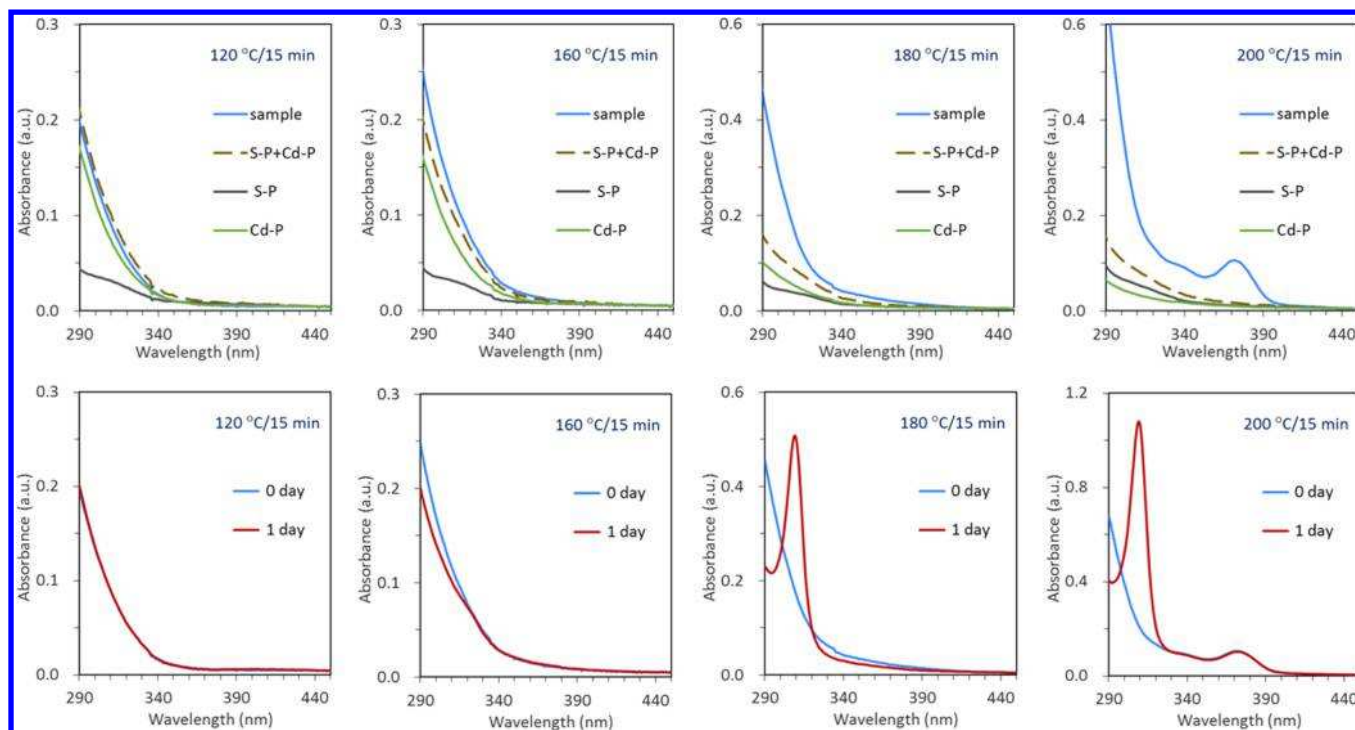 0.3
0.2
0.1
0.0
Absorbance (a.u.)
120 °C/15 min
sample
S-P+Cd-P
S-P
Cd-P
290 340 390 440
Wavelength (nm)
0.3
0.2
0.1
0.0
Absorbance (a.u.)
160 °C/15 min
sample
S-P+Cd-P
S-P
Cd-P
290 340 390 440
Wavelength (nm)
0.6
0.4
0.2
0.0
Absorbance (a.u.)
180 °C/15 min
sample
S-P+Cd-P
S-P
Cd-P
290 340 390 440
Wavelength (nm)
0.6
0.4
0.2
0.0
Absorbance (a.u.)
200 °C/15 min
sample
S-P+Cd-P
S-P
Cd-P
290 340 390 440
Wavelength (nm)
0.3
0.2
0.1
0.0
Absorbance (a.u.)
120 °C/15 min
0 day
1 day
290 340 390 440
Wavelength (nm)
0.3
0.2
0.1
0.0
Absorbance (a.u.)
160 °C/15 min
0 day
1 day
290 340 390 440
Wavelength (nm)
0.6
0.4
0.2
0.0
Absorbance (a.u.)
180 °C/15 min
0 day
1 day
290 340 390 440
Wavelength (nm)
1.2
0.8
0.4
0.0
Absorbance (a.u.)
200 °C/15 min
0 day
1 day
290 340 390 440
Wavelength (nm)